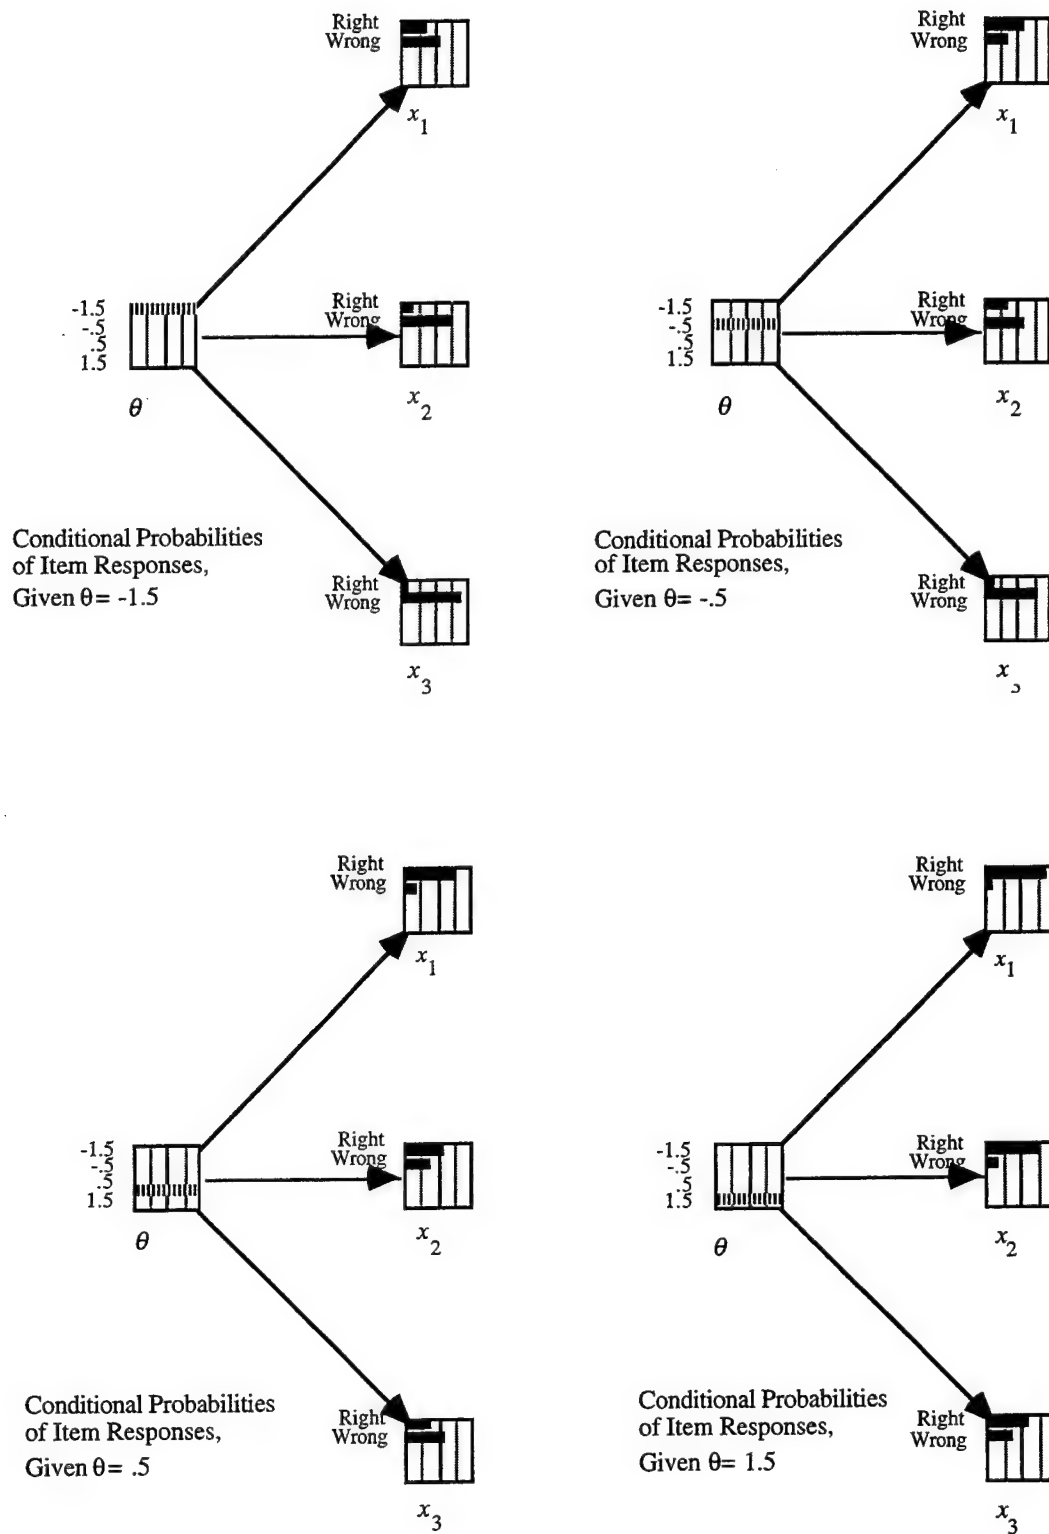 Right
Wrong
x1
-1.5
-.5
.5
1.5
θ
Right
Wrong
x2
Conditional Probabilities
of Item Responses,
Given θ= -1.5
Right
Wrong
x3
Right
Wrong
x1
-1.5
-.5
.5
1.5
θ
Right
Wrong
x2
Conditional Probabilities
of Item Responses,
Given θ= -.5
Right
Wrong
x
Right
Wrong
x1
-1.5
-.5
.5
1.5
θ
Right
Wrong
x2
Conditional Probabilities
of Item Responses,
Given θ= .5
Right
Wrong
x3
Right
Wrong
x1
-1.5
-.5
.5
1.5
θ
Right
Wrong
x2
Conditional Probabilities
of Item Responses,
Given θ= 1.5
Right
Wrong
x3